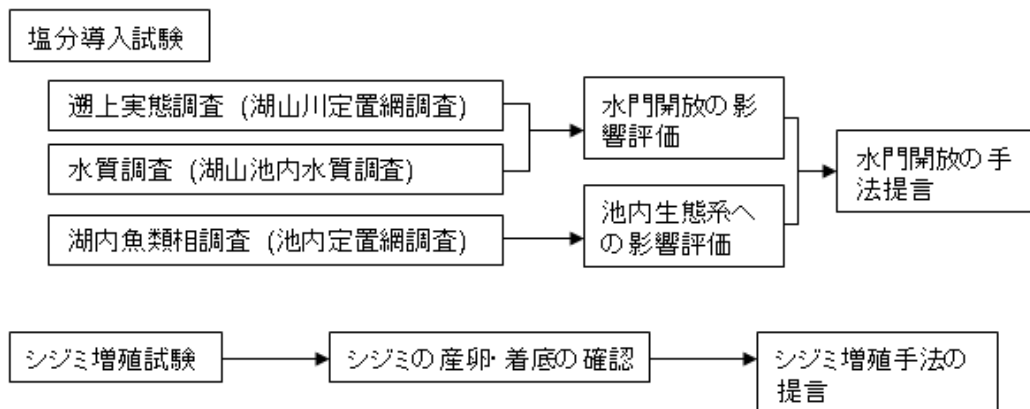 塩分導入試験
遡上実態調査 (湖山川定置網調査)
水質調査 (湖山池内水質調査)
湖内魚類相調査 (池内定置網調査)
水門開放の影
響評価
池内生態系へ
の影響評価
水門開放の手
法提言
シジミ増殖試験
シジミの産卵・着底の確認
シジミ増殖手法の
提言